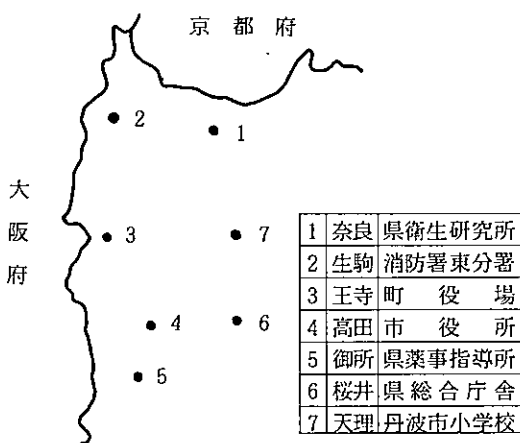 京都府
大阪府
2
1
3
7
4
6
5
1 奈良 県衛生研究所
2 生駒 消防署東分署
3 王寺 町役場
4 高田 市役所
5 御所 県薬事指導所
6 桜井 県総合庁舎
7 天理 丹波市小学校